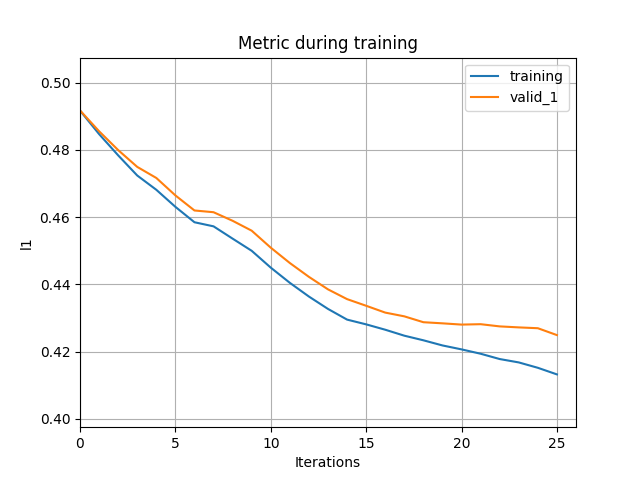 Metric during training
0.50
0.48
0.46
0.44
0.42
0.40
l1
0 5 10 15 20 25
Iterations
training
valid_1